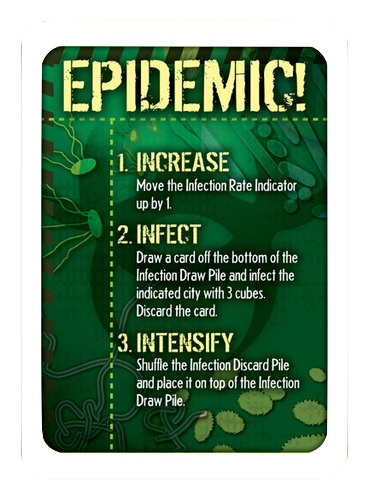 EPIDEMIC!
1. INCREASE
Move the Infection Rate Indicator
up by 1.
2. INFECT
Draw a card off the bottom of the
Infection Draw Pile and infect the
indicated city with 3 cubes.
Discard the card.
3. INTENSIFY
Shuffle the Infection Discard Pile
and place it on top of the Infection
Draw Pile.